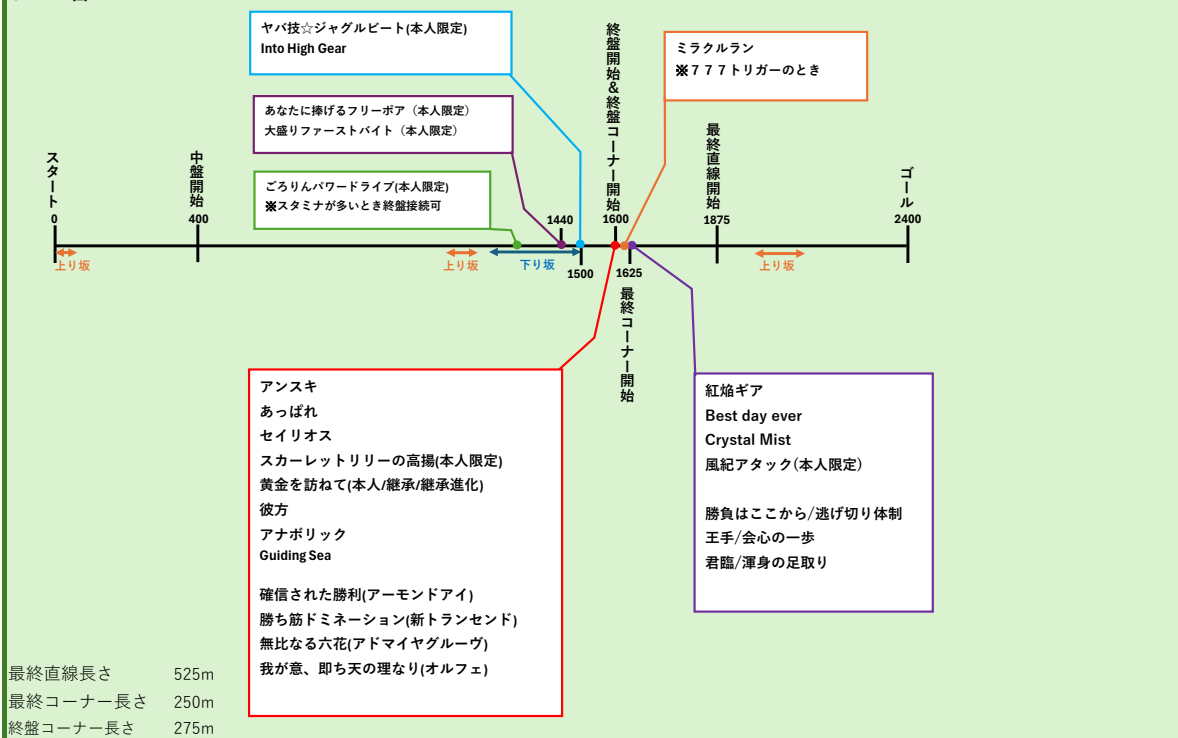 ヤバ技☆ジャグルビート(本人限定)
Into High Gear
あなたに捧げるフリーポア（本人限定）
大盛りファーストバイト（本人限定）
ごろりんパワードライブ(本人限定)
※スタミナが多いとき終盤接続可
ミラクルラン
※７７７トリガーのとき
スタート
0
中盤開始
400
1440
1500
終盤開始&終盤コーナー開始
1600
1625
最終コーナー開始
最終直線開始
1875
ゴール
2400
上り坂
上り坂
下り坂
上り坂
アンスキ
あっぱれ
セイリオス
スカーレットリリーの高揚(本人限定)
黄金を訪ねて(本人/継承/継承進化)
彼方
アナボリック
Guiding Sea
確信された勝利(アーモンドアイ)
勝ち筋ドミネーション(新トランセンド)
無比なる六花(アドマイヤグルーヴ)
我が意、即ち天の理なり(オルフェ)
紅焔ギア
Best day ever
Crystal Mist
風紀アタック(本人限定)
勝負はここから/逃げ切り体制
王手/会心の一歩
君臨/渾身の足取り
最終直線長さ 525m
最終コーナー長さ 250m
終盤コーナー長さ 275m